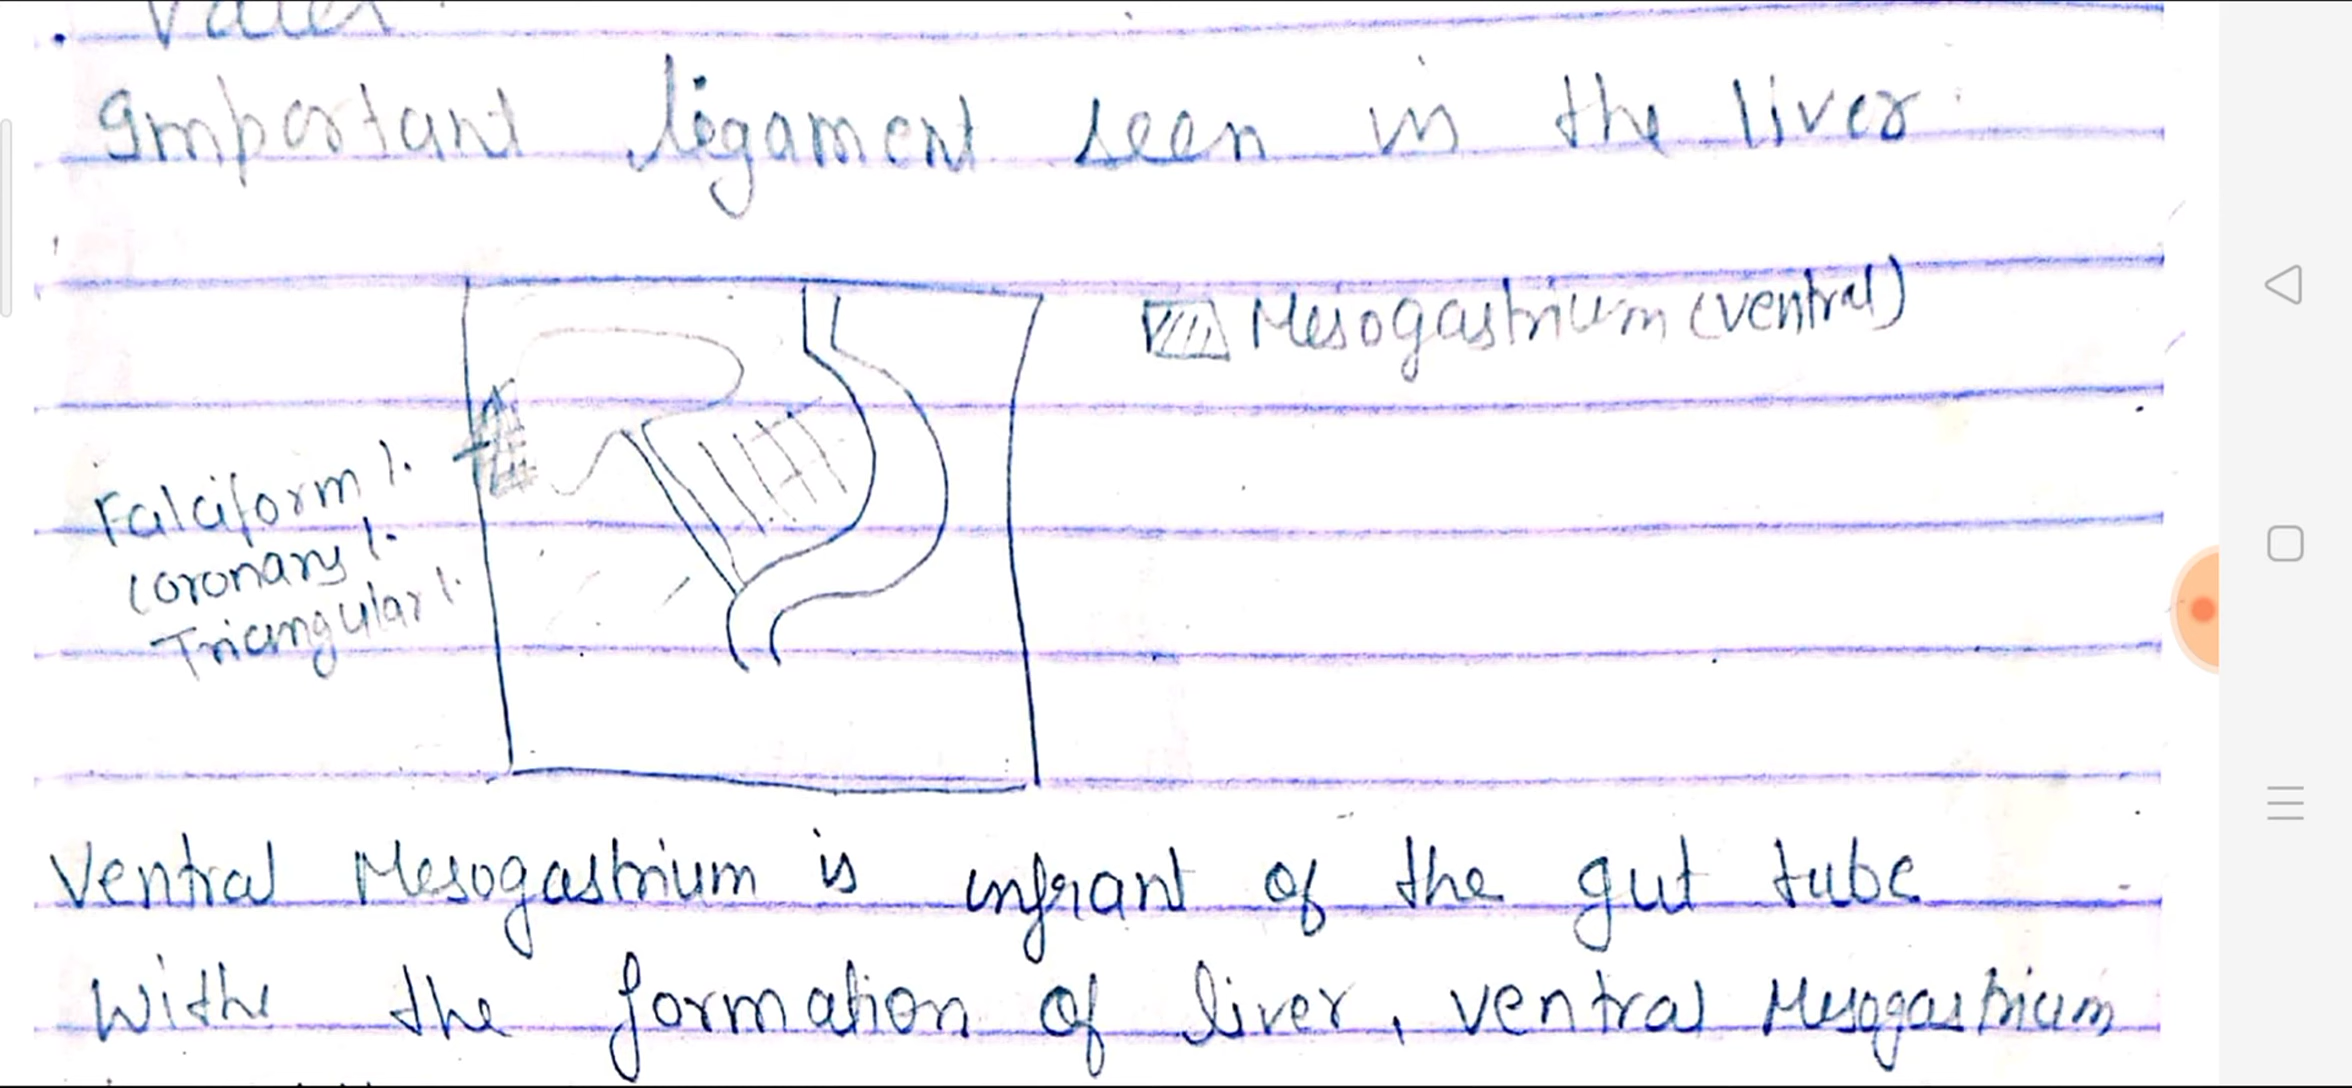 Important ligament seen in the liver
Mesogastrium (ventral)
Falciform l.
Coronary l.
Triangular l.
Ventral Mesogastrium is infrant of the gut tube
With the formation of liver, ventral Mesogastrium